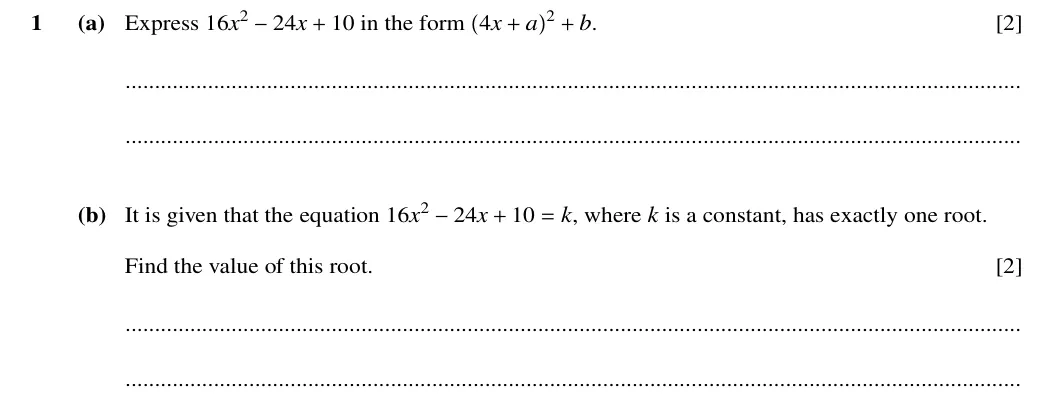 1 (a) Express 16x² – 24x + 10 in the form (4x + a)² + b. [2]
(b) It is given that the equation 16x² – 24x + 10 = k, where k is a constant, has exactly one root.
Find the value of this root. [2]